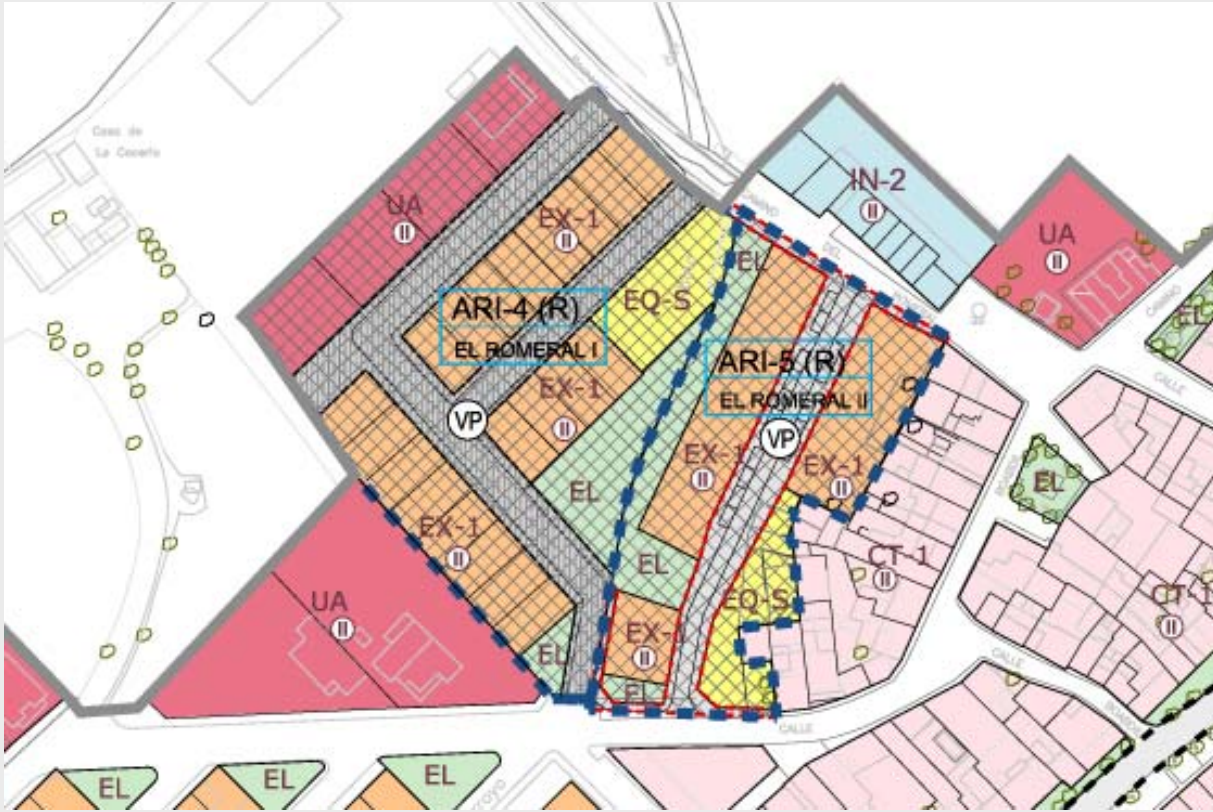 Casa de
La Caseta
CAMINO
IN-2
II
UA
II
UA
II
EX-1
II
CAMINO
EL
EL
EQ-S
ARI-4 (R)
EL ROMERAL I
ARI-5 (R)
EL ROMERAL II
CALLE
EX-1
II
VP
VP
EX-1
II
EX-1
II
EL
EL
EX-1
II
CT-1
II
CT-1
II
EL
EQ-S
UA
II
EX-1
II
EL
EL
CALLE
CALLE
EL
EL
EL